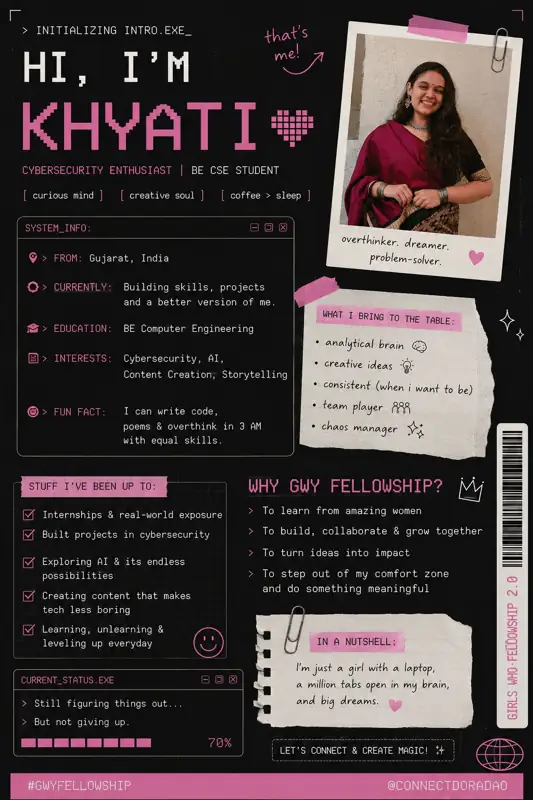 > INITIALIZING INTRO.EXE_
HI, I'M
KHYATI
CYBERSECURITY ENTHUSIAST | BE CSE STUDENT
[ curious mind ] [ creative soul ] [ coffee > sleep ]
that's
me!
overthinker. dreamer.
problem-solver.
SYSTEM_INFO:
> FROM: Gujarat, India
> CURRENTLY: Building skills, projects
and a better version of me.
> EDUCATION: BE Computer Engineering
> INTERESTS: Cybersecurity, AI,
Content Creation, Storytelling
> FUN FACT: I can write code,
poems & overthink in 3 AM
with equal skills.
WHAT I BRING TO THE TABLE:
• analytical brain
• creative ideas
• consistent (when i want to be)
• team player
• chaos manager
STUFF I'VE BEEN UP TO:
Internships & real-world exposure
Built projects in cybersecurity
Exploring AI & its endless
possibilities
Creating content that makes
tech less boring
Learning, unlearning &
leveling up everyday
WHY GWY FELLOWSHIP?
> To learn from amazing women
> To build, collaborate & grow together
> To turn ideas into impact
> To step out of my comfort zone
and do something meaningful
GIRLS WHO:FELLOWSHIP 2.0
IN A NUTSHELL:
I'm just a girl with a laptop,
a million tabs open in my brain,
and big dreams.
CURRENT_STATUS.EXE
> Still figuring things out...
> But not giving up.
70%
LET'S CONNECT & CREATE MAGIC!
#GWYFELLOWSHIP
@CONNECTDORADAO